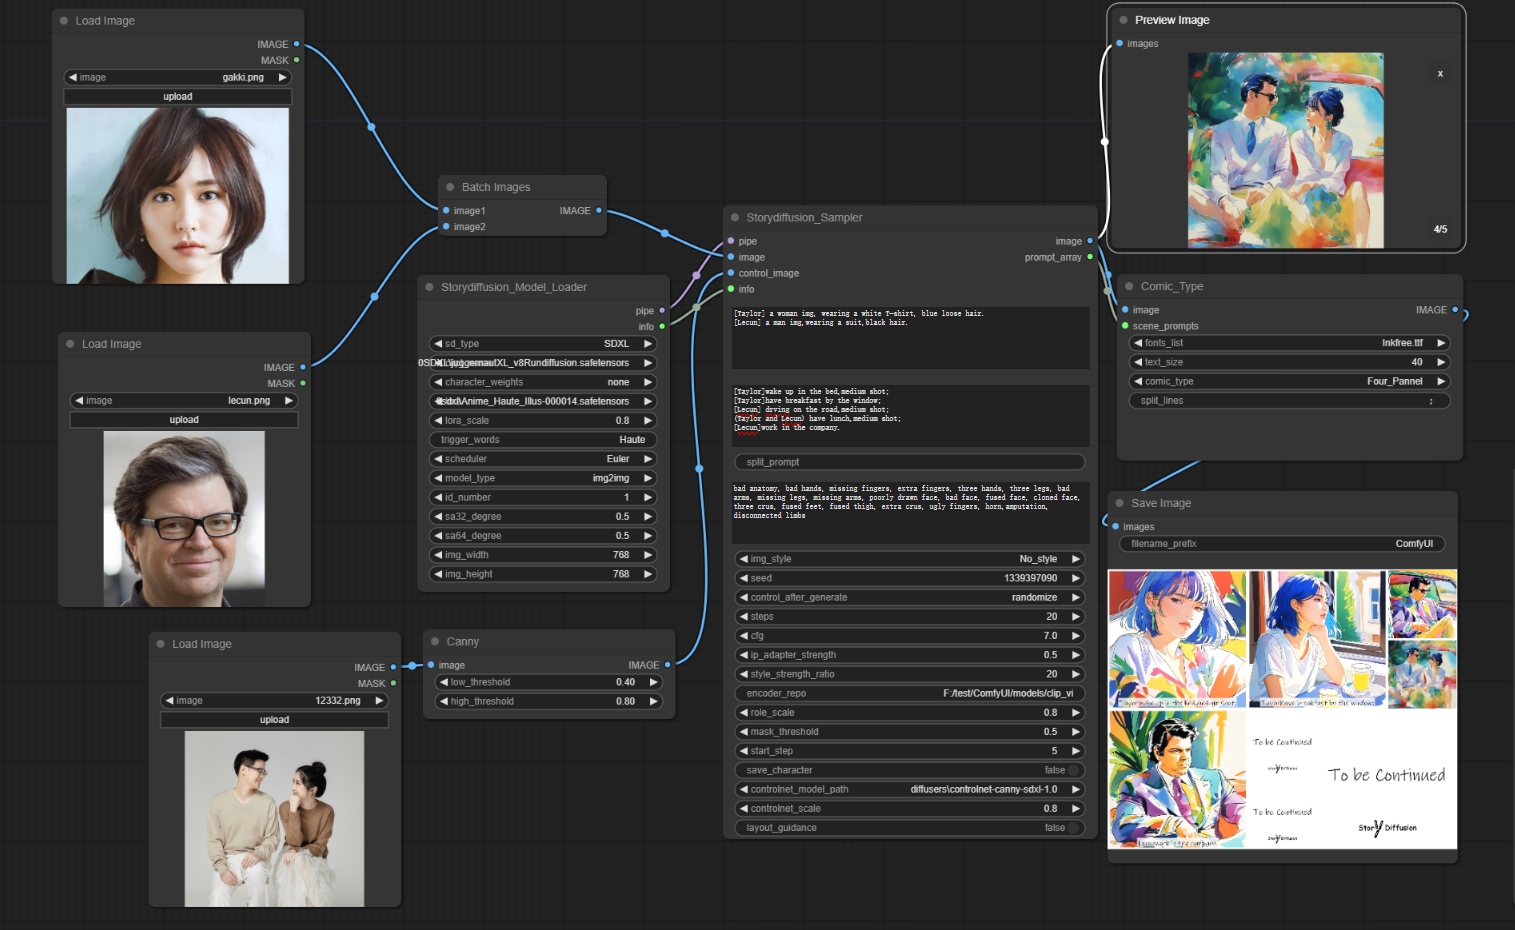 Load Image
IMAGE
MASK
image gakki.png
upload
Load Image
IMAGE
MASK
image lecun.png
upload
Load Image
IMAGE
MASK
image 12332.png
upload
Batch Images
image1 IMAGE
image2
Storydiffusion_Model_Loader
pipe
info
sd_type SDXL
juggernautXL_v8Rundiffusion.safetensors
character_weights none
Anime_Haute_Illus-000014.safetensors
lora_scale 0.8
trigger_words Haute
scheduler Euler
model_type img2img
id_number 1
sa32_degree 0.5
sa64_degree 0.5
img_width 768
img_height 768
Canny
image IMAGE
low_threshold 0.40
high_threshold 0.80
Storydiffusion_Sampler
pipe image
image prompt_array
control_image
info
[Taylor] a woman img, wearing a white T-shirt, blue loose hair.
[Lecun] a man img,wearing a suit,black hair.
[Taylor]wake up in the bed,medium shot;
[Taylor]have breakfast by the window;
[Lecun] drving on the road,medium shot;
(Taylor and Lecun) have lunch,medium shot;
[Lecun]work in the company.
split_prompt
bad anatomy, bad hands, missing fingers, extra fingers, three hands, three legs, bad
arms, missing legs, missing arms, poorly drawn face, bad face, fused face, cloned face,
three crus, fused feet, fused thigh, extra crus, ugly fingers, horn,amputation,
disconnected limbs
img_style No_style
seed 1339397090
control_after_generate randomize
steps 20
cfg 7.0
ip_adapter_strength 0.5
style_strength_ratio 20
encoder_repo F:/test/ComfyUI/models/clip_vi
role_scale 0.8
mask_threshold 0.5
start_step 5
save_character false
controlnet_model_path diffusers\controlnet-canny-sdxl-1.0
controlnet_scale 0.8
layout_guidance false
Preview Image
images
x
4/5
Comic_Type
image IMAGE
scene_prompts
fonts_list Inkfree.ttf
text_size 40
comic_type Four_Pannel
split_lines ;
Save Image
images
filename_prefix ComfyUI
To be Continued
To be Continued
To be Continued
Story Diffusion